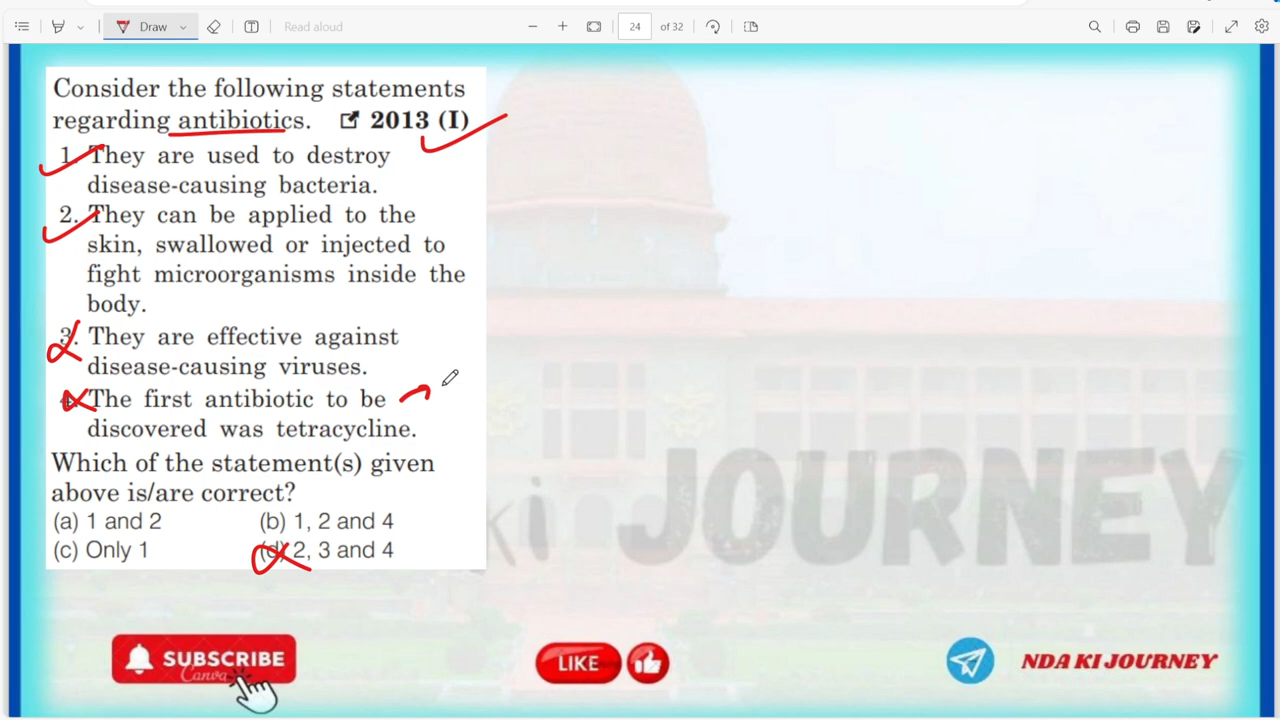 Draw
Read aloud
24
of 32
Consider the following statements
regarding antibiotics. 2013 (I)
1. They are used to destroy
disease-causing bacteria.
2. They can be applied to the
skin, swallowed or injected to
fight microorganisms inside the
body.
3. They are effective against
disease-causing viruses.
4. The first antibiotic to be
discovered was tetracycline.
Which of the statement(s) given
above is/are correct?
(a) 1 and 2
(b) 1, 2 and 4
(c) Only 1
(d) 2, 3 and 4
ki JOURNEY
SUBSCRIBE
Canva
LIKE
NDA KI JOURNEY